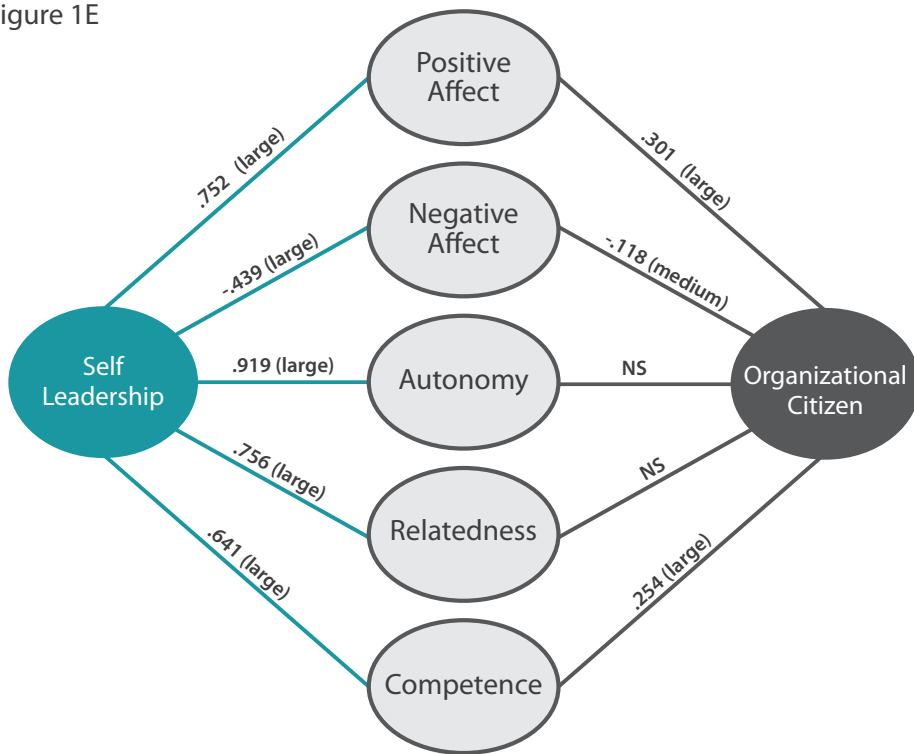 igure 1E
Positive
Affect
.752 (large)
.301 (large)
Negative
Affect
-.439 (large)
-.118 (medium)
Self
Leadership
.919 (large)
Autonomy
NS
Organizational
Citizen
.756 (large)
Relatedness
NS
.641 (large)
.254 (large)
Competence